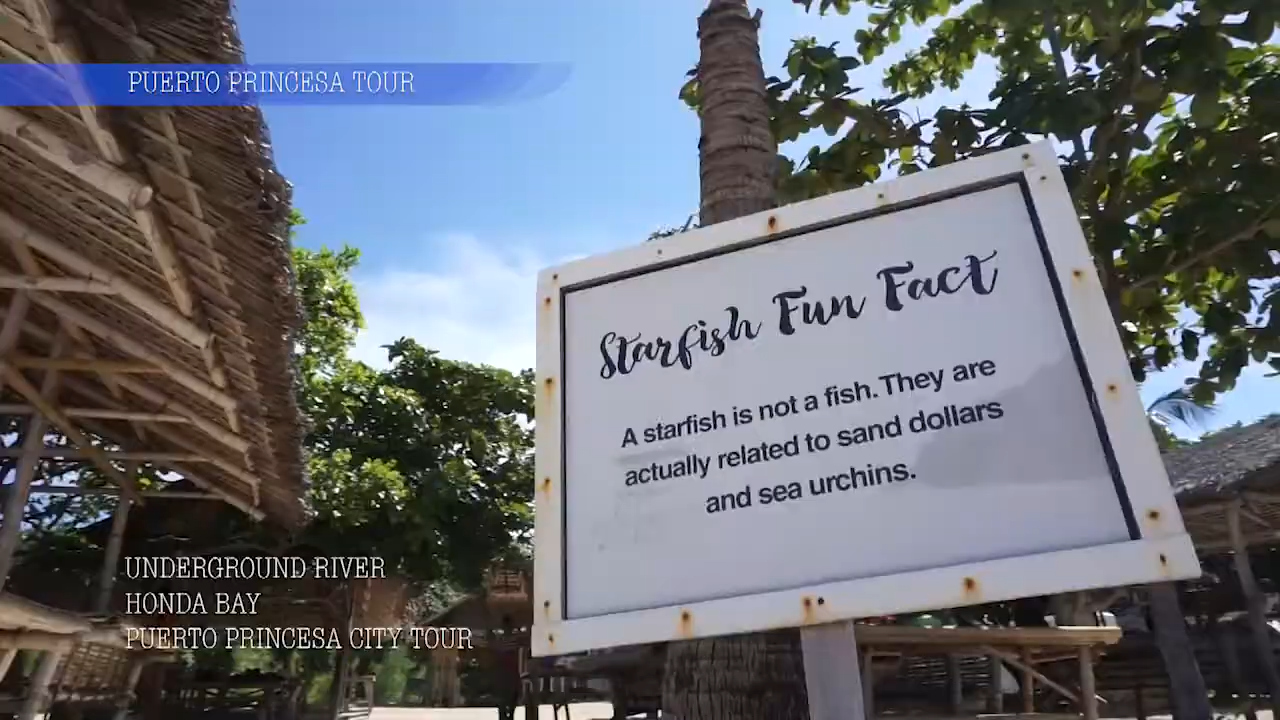 PUERTO PRINCESA TOUR
Starfish Fun Fact
A starfish is not a fish. They are
actually related to sand dollars
and sea urchins.
UNDERGROUND RIVER
HONDA BAY
PUERTO PRINCESA CITY TOUR